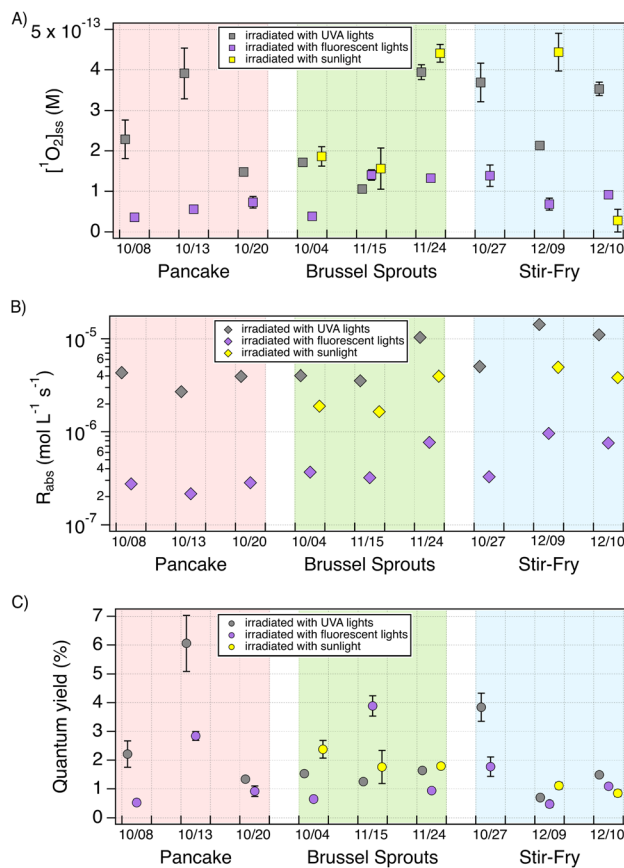 A)
5 x 10⁻¹³
4
3
2
1
0
[¹O₂]ss (M)
irradiated with UVA lights
irradiated with fluorescent lights
irradiated with sunlight
10/08 10/13 10/20 10/04 11/15 11/24 10/27 12/09 12/10
Pancake Brussel Sprouts Stir-Fry
B)
10⁻⁵
6
4
2
10⁻⁶
6
4
2
10⁻⁷
Rabs (mol L⁻¹ s⁻¹)
irradiated with UVA lights
irradiated with fluorescent lights
irradiated with sunlight
10/08 10/13 10/20 10/04 11/15 11/24 10/27 12/09 12/10
Pancake Brussel Sprouts Stir-Fry
C)
7
6
5
4
3
2
1
0
Quantum yield (%)
irradiated with UVA lights
irradiated with fluorescent lights
irradiated with sunlight
10/08 10/13 10/20 10/04 11/15 11/24 10/27 12/09 12/10
Pancake Brussel Sprouts Stir-Fry